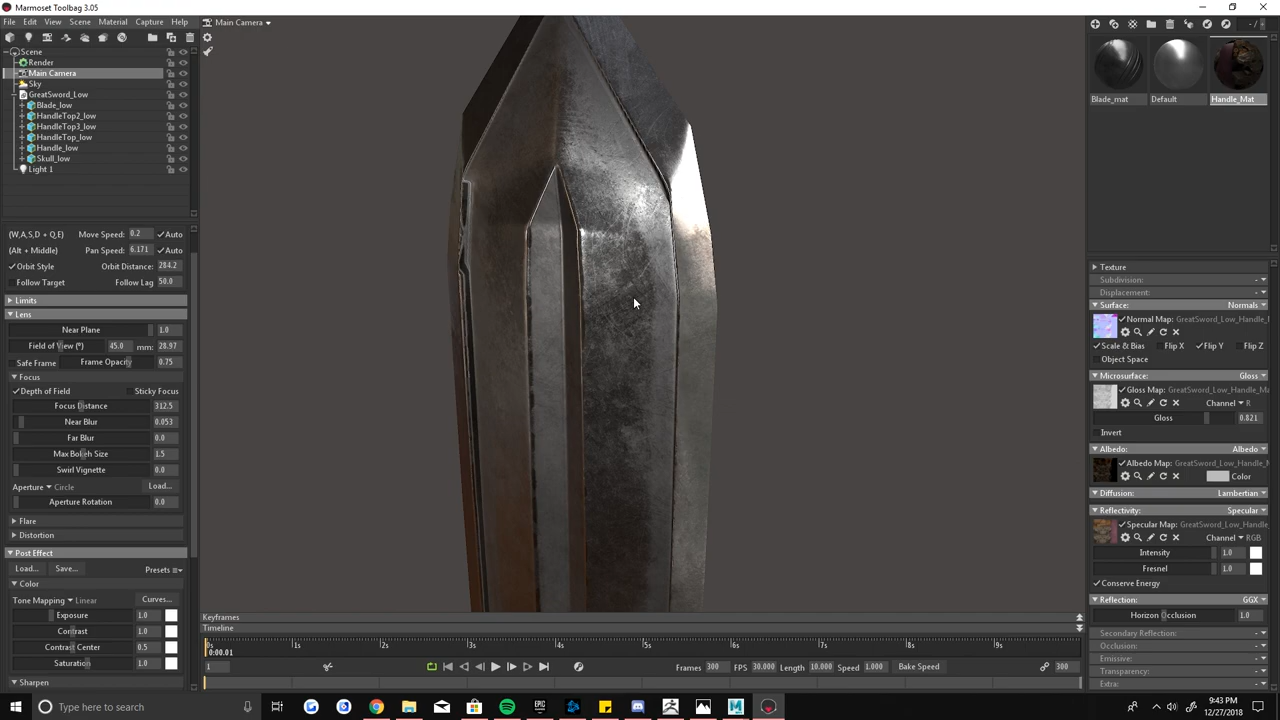 Marmoset Toolbag 3.05
File Edit View Scene Material Capture Help
Scene
Render
Main Camera
Sky
GreatSword_Low
Blade_low
HandleTop2_low
HandleTop3_low
HandleTop_low
Handle_low
Skull_low
Light 1
(W,A,S,D + Q,E) Move Speed: 0.2 Auto
(Alt + Middle) Pan Speed: 6.171 Auto
Orbit Style Orbit Distance: 284.2
Follow Target Follow Lag 50.0
Limits
Lens
Near Plane 1.0
Field of View (°) 45.0 mm: 28.97
Safe Frame Frame Opacity 0.75
Focus
Depth of Field Sticky Focus
Focus Distance 312.5
Near Blur 0.053
Far Blur 0.0
Max Bokeh Size 1.5
Swirl Vignette 0.0
Aperture Circle Load...
Aperture Rotation 0.0
Flare
Distortion
Post Effect
Load... Save... Presets
Color
Tone Mapping Linear Curves...
Exposure 1.0
Contrast 1.0
Contrast Center 0.5
Saturation 1.0
Sharpen
Main Camera
Keyframes
Timeline
0s 1s 2s 3s 4s 5s 6s 7s 8s 9s
0:00.01
1 Frames 300 FPS 30.000 Length 10.000 Speed 1.000 Bake Speed 300
- / -
Blade_mat Default Handle_Mat
Texture
Subdivision: -
Displacement: -
Surface: Normals
Normal Map: GreatSword_Low_Handle_
Scale & Bias Flip X Flip Y Flip Z
Object Space
Microsurface: Gloss
Gloss Map: GreatSword_Low_Handle_Ma
Channel R
Gloss 0.821
Invert
Albedo: Albedo
Albedo Map: GreatSword_Low_Handle_M
Color
Diffusion: Lambertian
Reflectivity: Specular
Specular Map: GreatSword_Low_Handle
Channel RGB
Intensity 1.0
Fresnel 1.0
Conserve Energy
Reflection: GGX
Horizon Occlusion 1.0
Secondary Reflection: -
Occlusion: -
Emissive: -
Transparency: -
Extra: -
Type here to search
EPIC GAMES
9:43 PM
12/27/2018